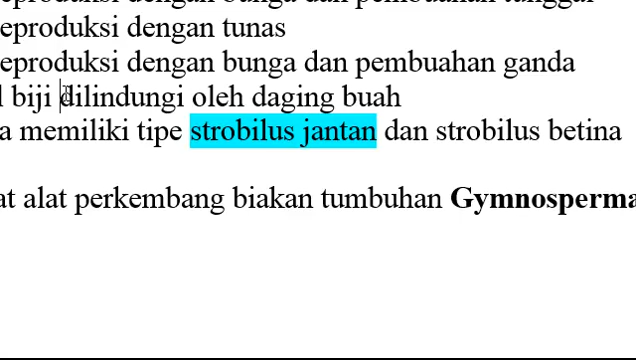 eproduksi dengan tunas
eproduksi dengan bunga dan pembuahan ganda
biji dilindungi oleh daging buah
a memiliki tipe strobilus jantan dan strobilus betina
at alat perkembang biakan tumbuhan Gymnosperma